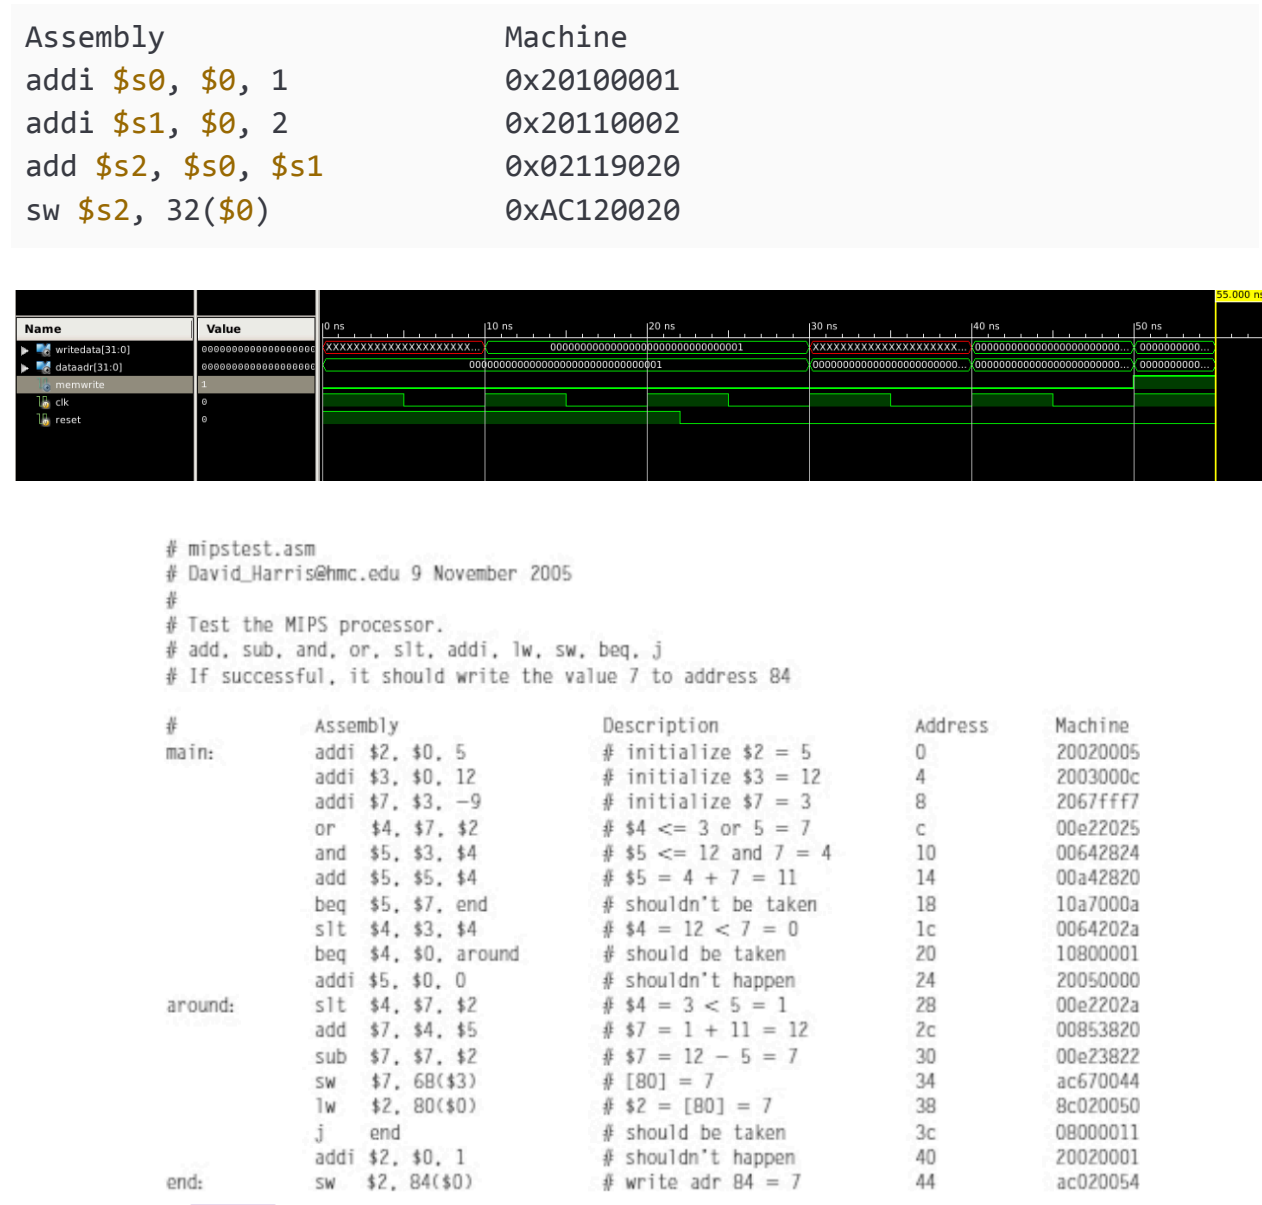 Assembly Machine
addi $s0, $0, 1 0x20100001
addi $s1, $0, 2 0x20110002
add $s2, $s0, $s1 0x02119020
sw $s2, 32($0) 0xAC120020
55.000 ns
Name Value 0 ns 10 ns 20 ns 30 ns 40 ns 50 ns
writedata[31:0]
dataadr[31:0]
memwrite 1
clk 0
reset 0
# mipstest.asm
# David_Harris@hmc.edu 9 November 2005
#
# Test the MIPS processor.
# add, sub, and, or, slt, addi, lw, sw, beq, j
# If successful, it should write the value 7 to address 84
# Assembly Description Address Machine
main: addi $2, $0, 5 # initialize $2 = 5 0 20020005
addi $3, $0, 12 # initialize $3 = 12 4 2003000c
addi $7, $3, −9 # initialize $7 = 3 8 2067fff7
or $4, $7, $2 # $4 <= 3 or 5 = 7 c 00e22025
and $5, $3, $4 # $5 <= 12 and 7 = 4 10 00642824
add $5, $5, $4 # $5 = 4 + 7 = 11 14 00a42820
beq $5, $7, end # shouldn't be taken 18 10a7000a
slt $4, $3, $4 # $4 = 12 < 7 = 0 1c 0064202a
beq $4, $0, around # should be taken 20 10800001
addi $5, $0, 0 # shouldn't happen 24 20050000
around: slt $4, $7, $2 # $4 = 3 < 5 = 1 28 00e2202a
add $7, $4, $5 # $7 = 1 + 11 = 12 2c 00853820
sub $7, $7, $2 # $7 = 12 − 5 = 7 30 00e23822
sw $7, 68($3) # [80] = 7 34 ac670044
lw $2, 80($0) # $2 = [80] = 7 38 8c020050
j end # should be taken 3c 08000011
addi $2, $0, 1 # shouldn't happen 40 20020001
end: sw $2, 84($0) # write adr 84 = 7 44 ac020054